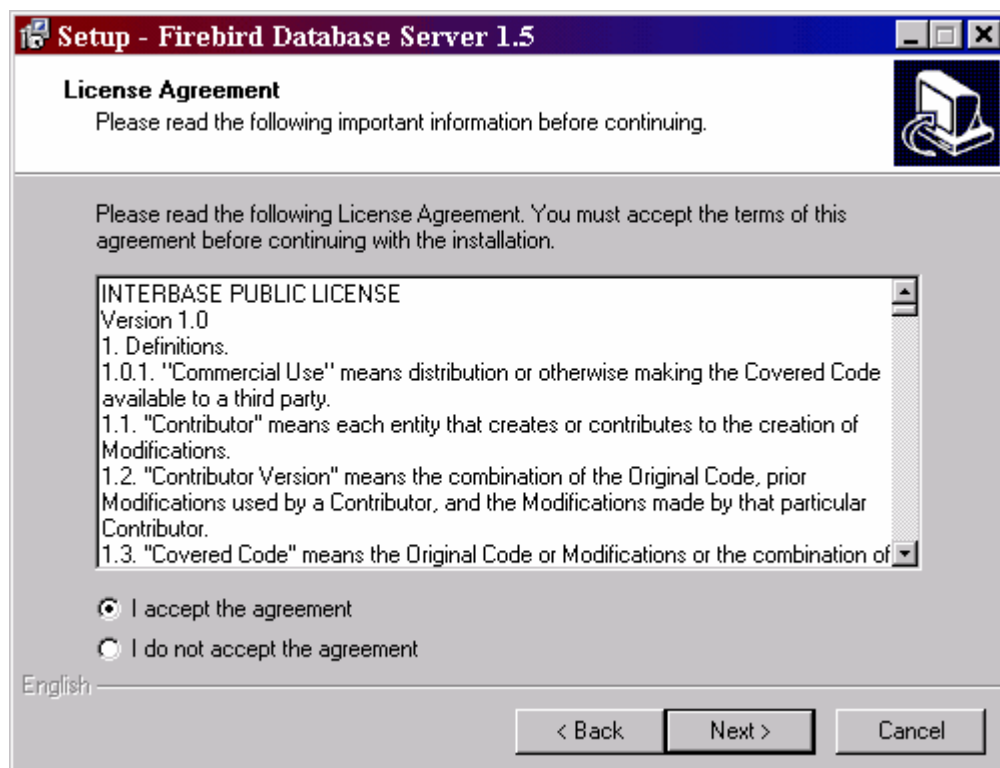 Setup - Firebird Database Server 1.5
License Agreement
Please read the following important information before continuing.
Please read the following License Agreement. You must accept the terms of this
agreement before continuing with the installation.
INTERBASE PUBLIC LICENSE
Version 1.0
1. Definitions.
1.0.1. "Commercial Use" means distribution or otherwise making the Covered Code
available to a third party.
1.1. "Contributor" means each entity that creates or contributes to the creation of
Modifications.
1.2. "Contributor Version" means the combination of the Original Code, prior
Modifications used by a Contributor, and the Modifications made by that particular
Contributor.
1.3. "Covered Code" means the Original Code or Modifications or the combination of
I accept the agreement
I do not accept the agreement
English
< Back Next > Cancel